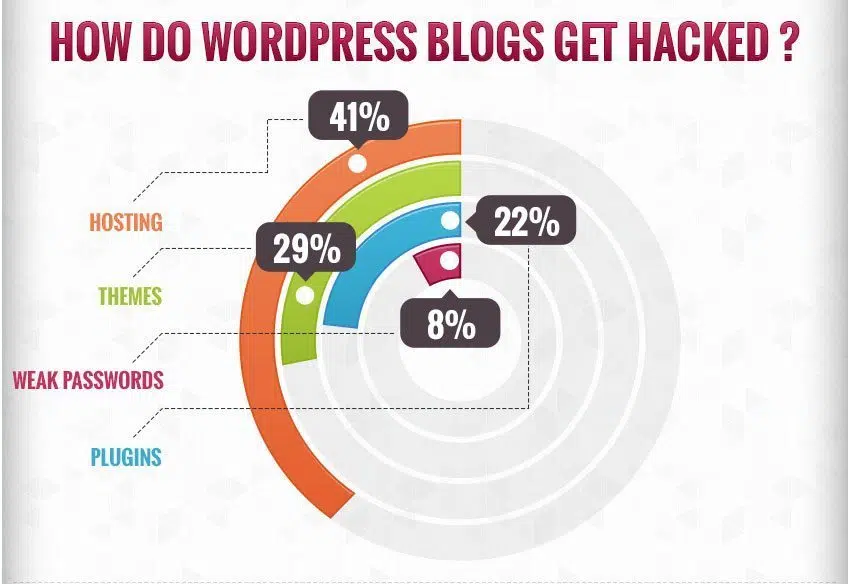 HOW DO WORDPRESS BLOGS GET HACKED ?
41%
HOSTING
22%
29%
THEMES
8%
WEAK PASSWORDS
PLUGINS